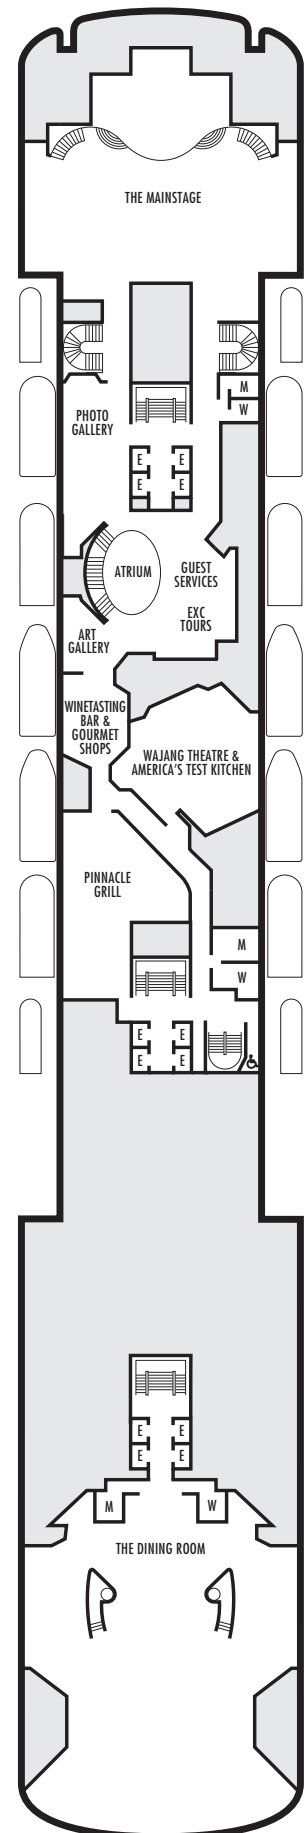 THE MAINSTAGE
M
W
PHOTO
GALLERY
E E
E E
ATRIUM
GUEST
SERVICES
EXC
TOURS
ART
GALLERY
WINETASTING
BAR &
GOURMET
SHOPS
WAJANG THEATRE &
AMERICA'S TEST KITCHEN
PINNACLE
GRILL
M
W
E E
E E
E E
E E
M W
THE DINING ROOM